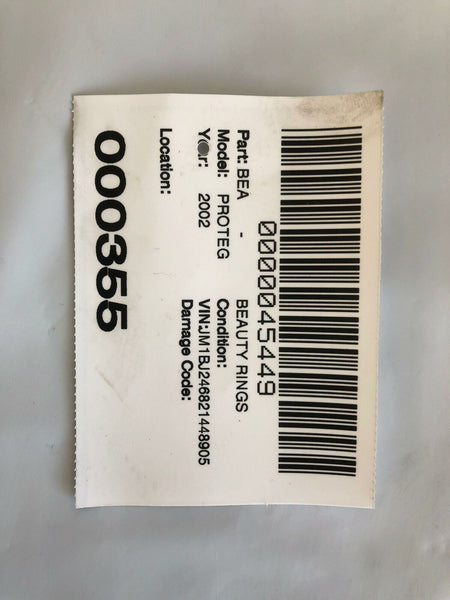 0000045449
Part: BEA - BEAUTY RINGS
Model: PROTEG Condition:
Year: 2002 VIN:JM1BJ246821448905
Damage Code:
Location:
000355